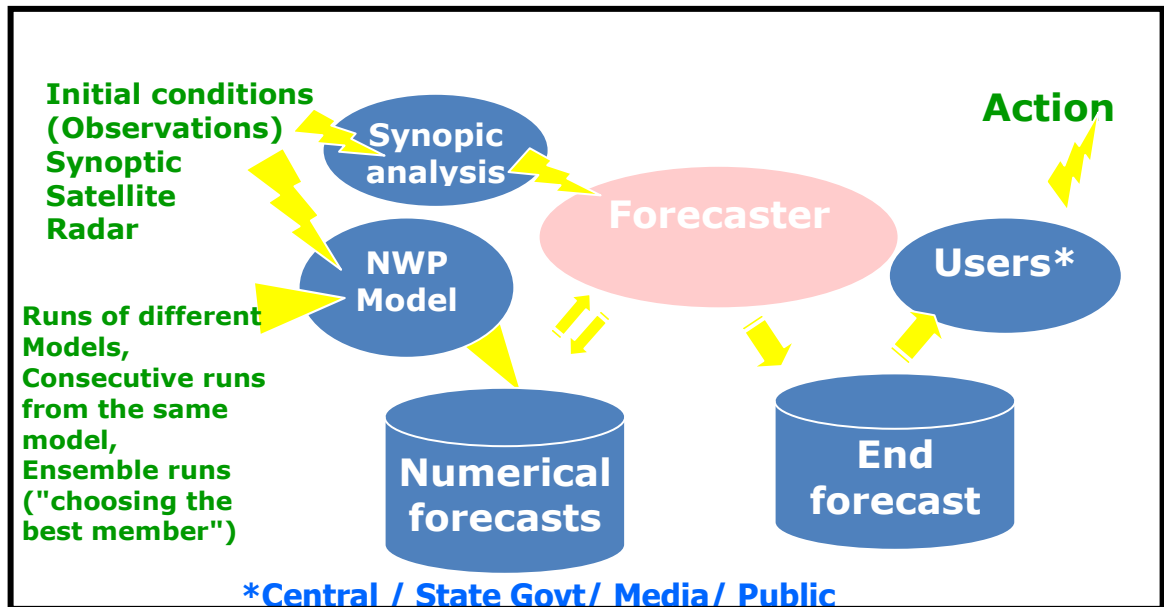 Initial conditions
(Observations)
Synoptic
Satellite
Radar
Synopic
analysis
Forecaster
Action
Users*
NWP
Model
Runs of different
Models,
Consecutive runs
from the same
model,
Ensemble runs
("choosing the
best member")
Numerical
forecasts
End
forecast
*Central / State Govt/ Media/ Public